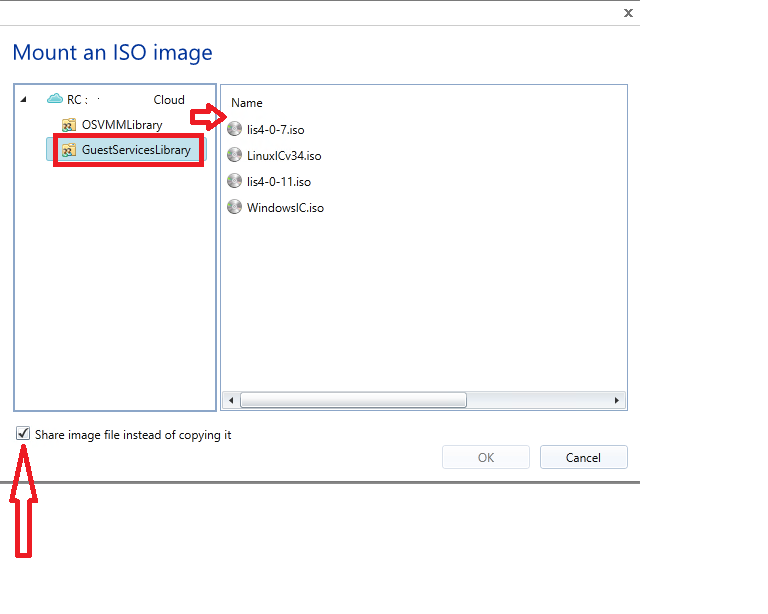 x
Mount an ISO image
RC : Cloud
OSVMMLibrary
GuestServicesLibrary
Name
lis4-0-7.iso
LinuxICv34.iso
lis4-0-11.iso
WindowsIC.iso
Share image file instead of copying it
OK
Cancel